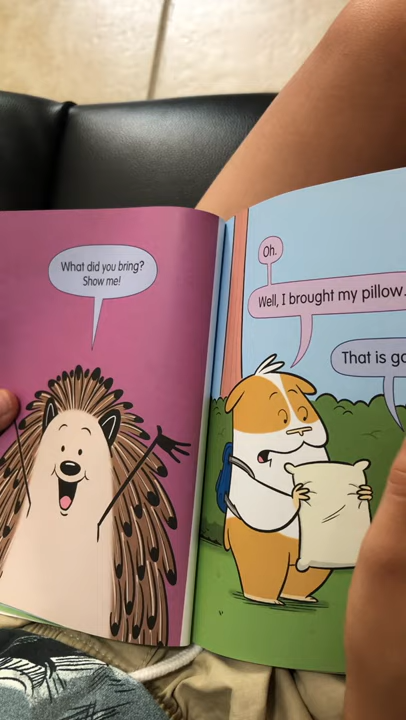 What did you bring?
Show me!
Oh.
Well, I brought my pillow.
That is